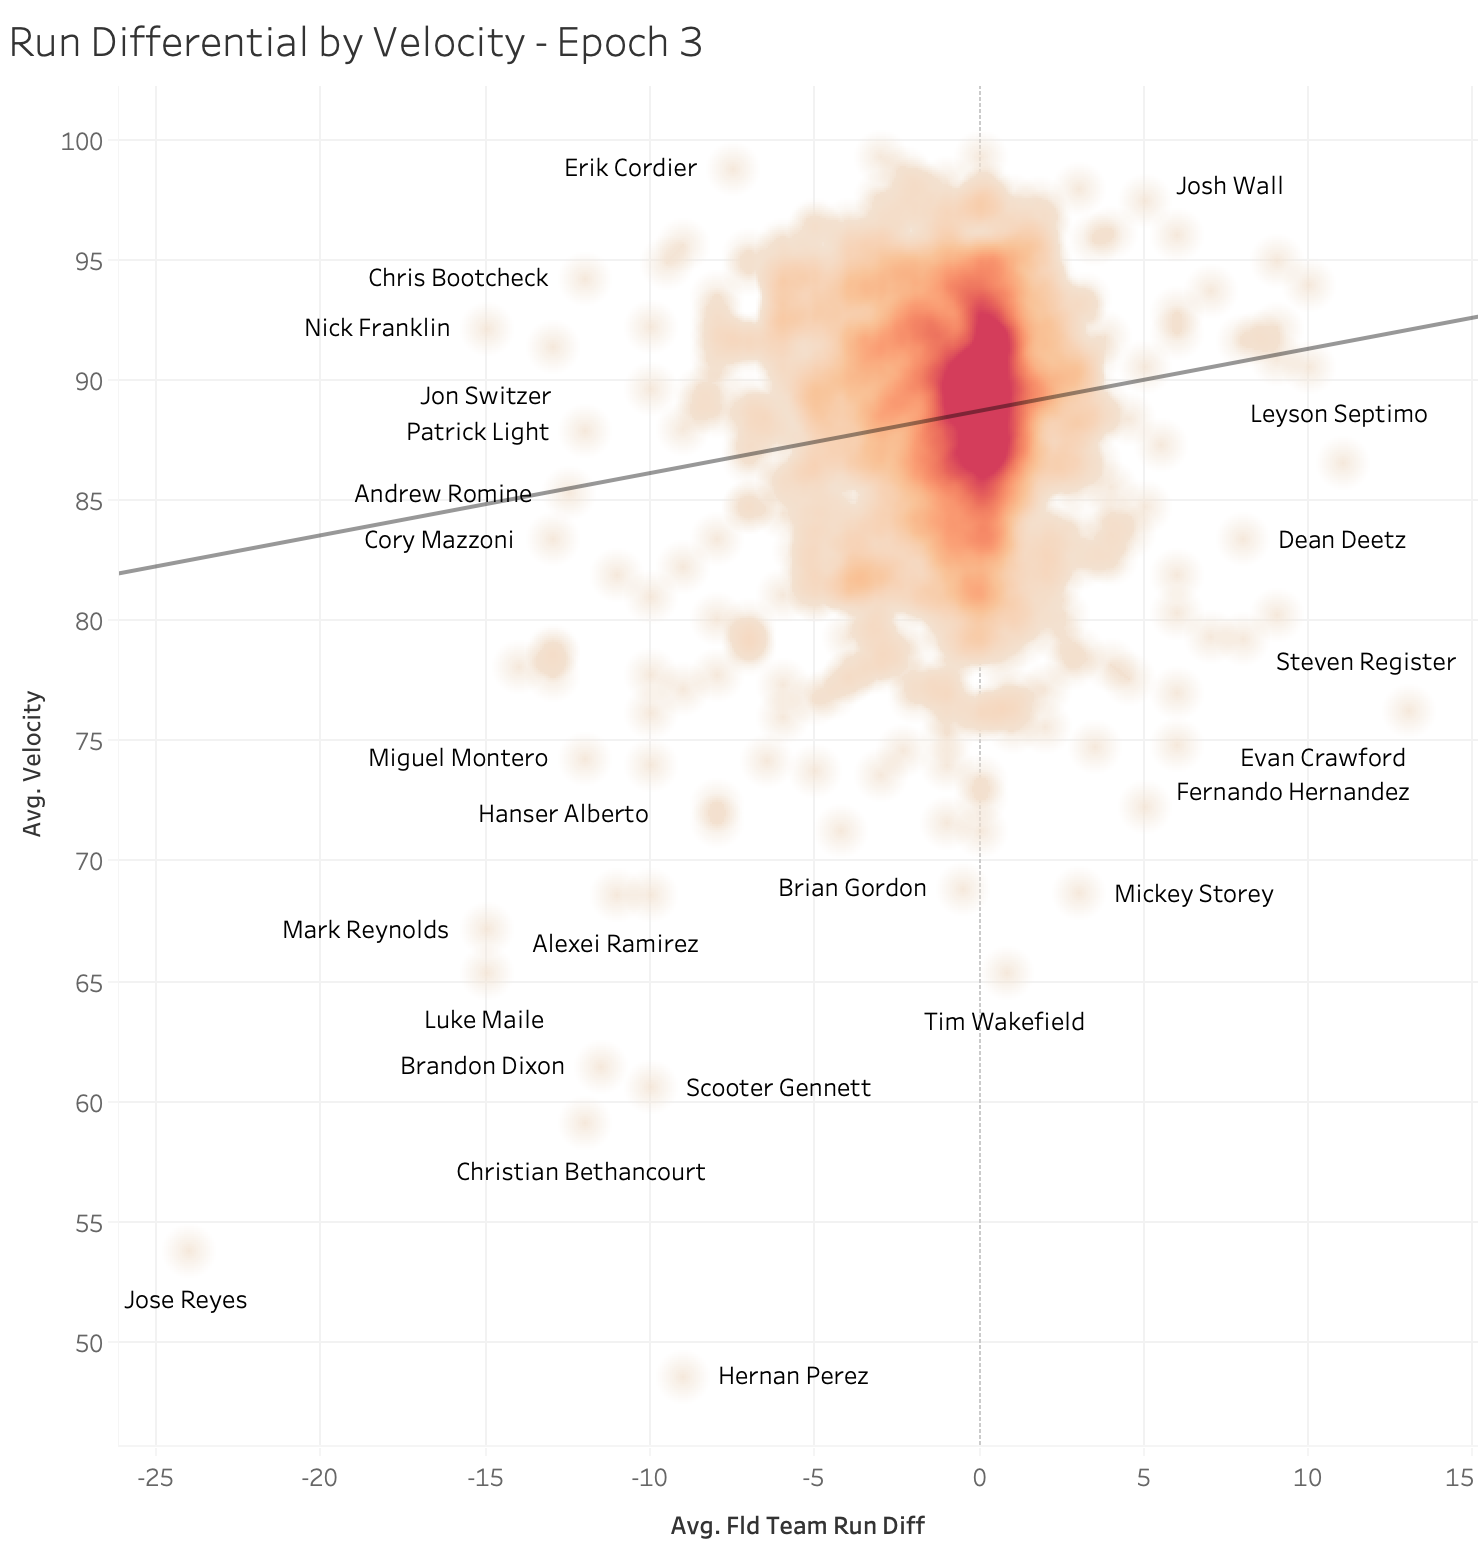 Run Differential by Velocity - Epoch 3
100
Erik Cordier
Josh Wall
95
Chris Bootcheck
Nick Franklin
90
Jon Switzer
Leyson Septimo
Patrick Light
85
Andrew Romine
Cory Mazzoni
Dean Deetz
80
Steven Register
75
Miguel Montero
Evan Crawford
Fernando Hernandez
Hanser Alberto
70
Brian Gordon
Mickey Storey
Mark Reynolds
Alexei Ramirez
65
Luke Maile
Tim Wakefield
Brandon Dixon
Scooter Gennett
60
Christian Bethancourt
55
Jose Reyes
50
Hernan Perez
Avg. Velocity
-25 -20 -15 -10 -5 0 5 10 15
Avg. Fld Team Run Diff